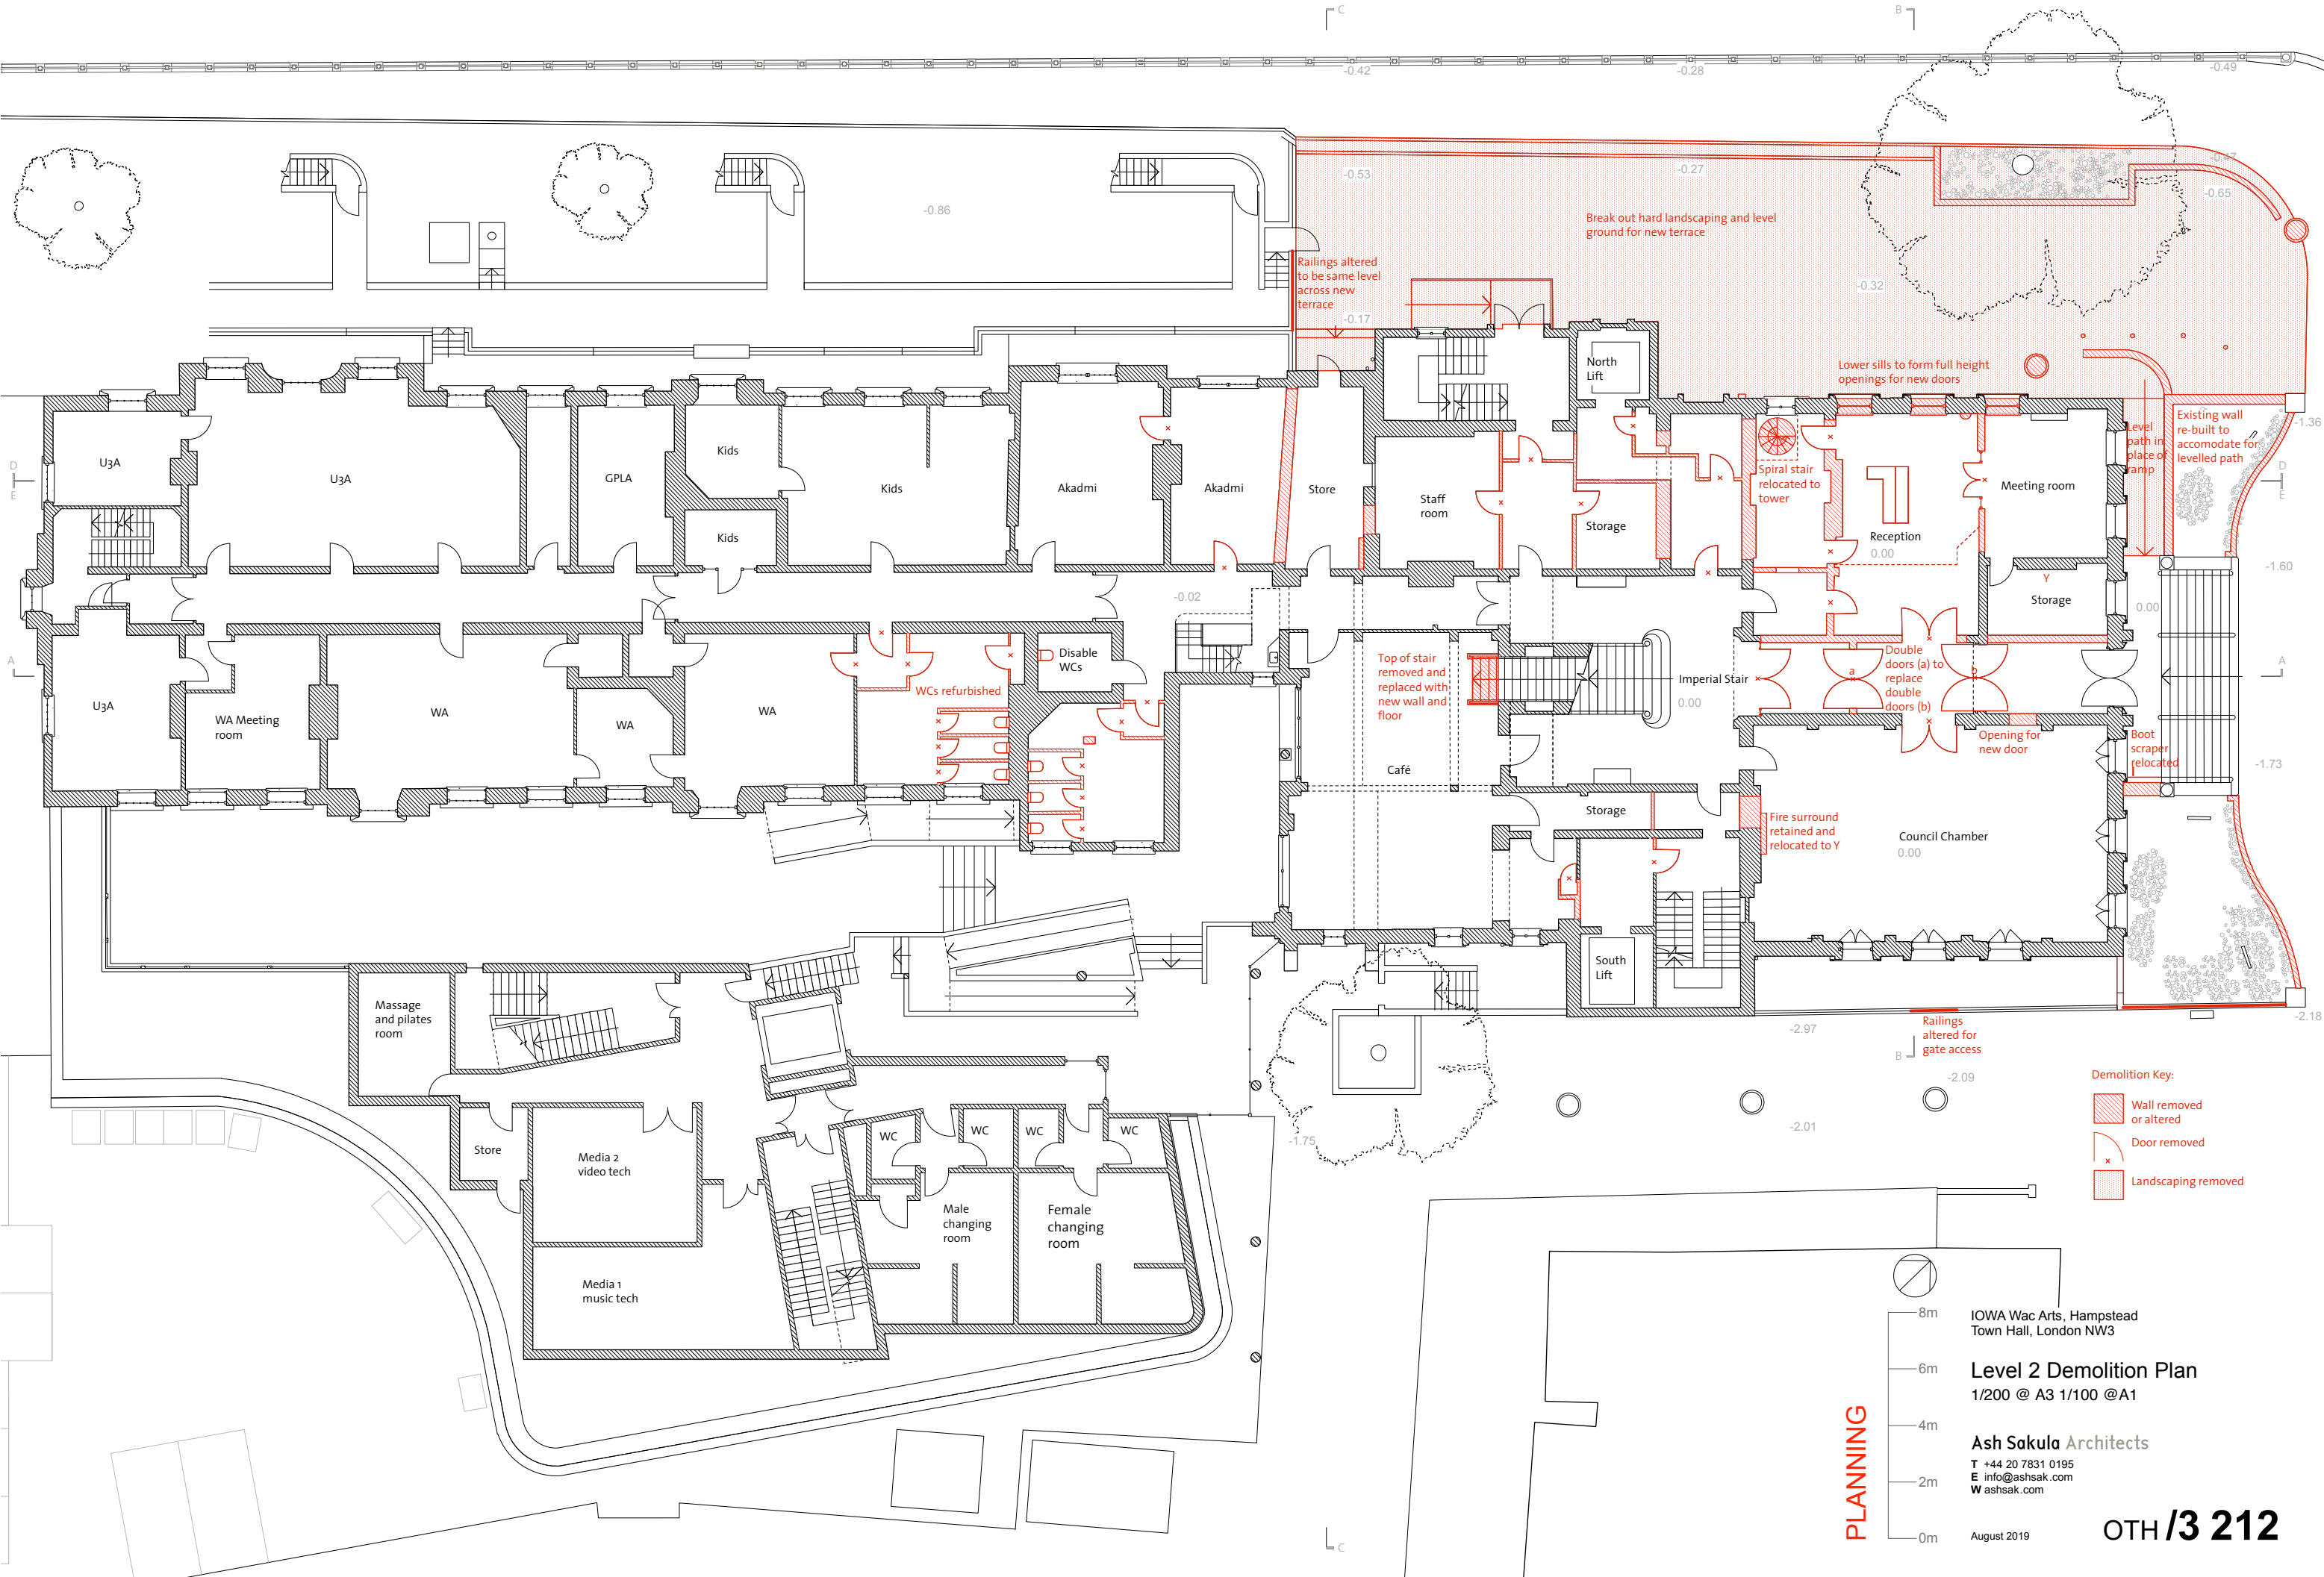 C
B
-0.42
-0.28
-0.49
-0.53
-0.27
-0.47
-0.65
-0.86
Break out hard landscaping and level
ground for new terrace
Railings altered
to be same level
across new
terrace
-0.32
-0.17
North
Lift
Lower sills to form full height
openings for new doors
Level
path in
place of
ramp
Existing wall
re-built to
accomodate for
levelled path
-1.36
D
E
U3A
U3A
GPLA
Kids
Kids
Kids
Akadmi
Akadmi
Store
Staff
room
Storage
Spiral stair
relocated to
tower
Reception
0.00
Meeting room
D
E
Y
Storage
-1.60
0.00
-0.02
A
U3A
WA Meeting
room
WA
WA
WA
WCs refurbished
Disable
WCs
Top of stair
removed and
replaced with
new wall and
floor
Imperial Stair
0.00
a
Double
doors (a) to
replace
double
doors (b)
b
A
Opening for
new door
Boot
scraper
relocated
-1.73
Café
Storage
Fire surround
retained and
relocated to Y
Council Chamber
0.00
South
Lift
Massage
and pilates
room
-2.97
Railings
altered for
gate access
-2.18
B
-2.09
-2.01
-1.75
Demolition Key:
Wall removed
or altered
Door removed
Landscaping removed
Store
Media 2
video tech
WC
WC
WC
WC
Male
changing
room
Female
changing
room
Media 1
music tech
C
PLANNING
8m
6m
4m
2m
0m
IOWA Wac Arts, Hampstead
Town Hall, London NW3
Level 2 Demolition Plan
1/200 @ A3 1/100 @A1
Ash Sakula Architects
T +44 20 7831 0195
E info@ashsak.com
W ashsak.com
August 2019
OTH /3 212